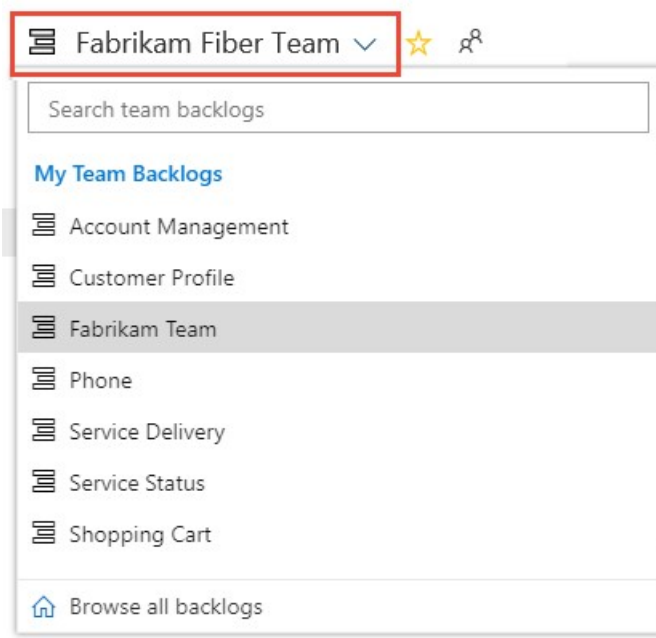 Fabrikam Fiber Team
Search team backlogs
My Team Backlogs
Account Management
Customer Profile
Fabrikam Team
Phone
Service Delivery
Service Status
Shopping Cart
Browse all backlogs